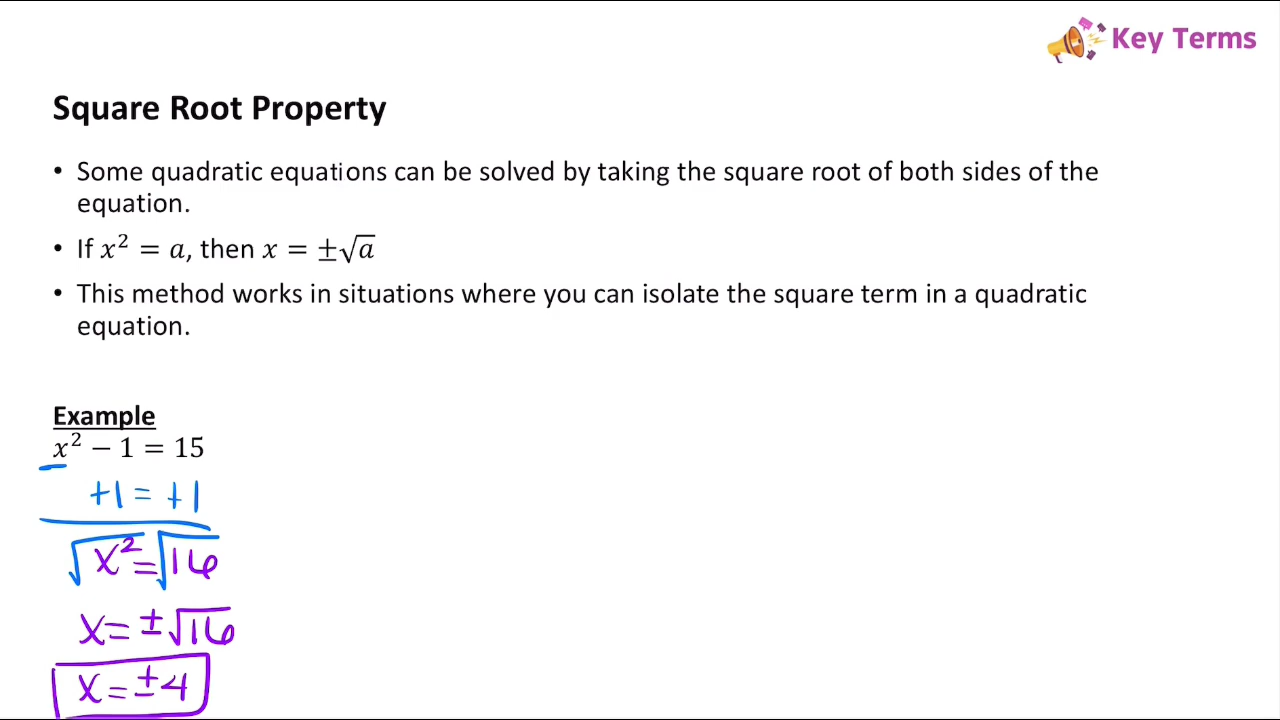 Key Terms
Square Root Property
• Some quadratic equations can be solved by taking the square root of both sides of the
equation.
• If x² = a, then x = ±√a
• This method works in situations where you can isolate the square term in a quadratic
equation.
Example
x² − 1 = 15
+1 = +1
√x² = √16
x = ±√16
x = ±4